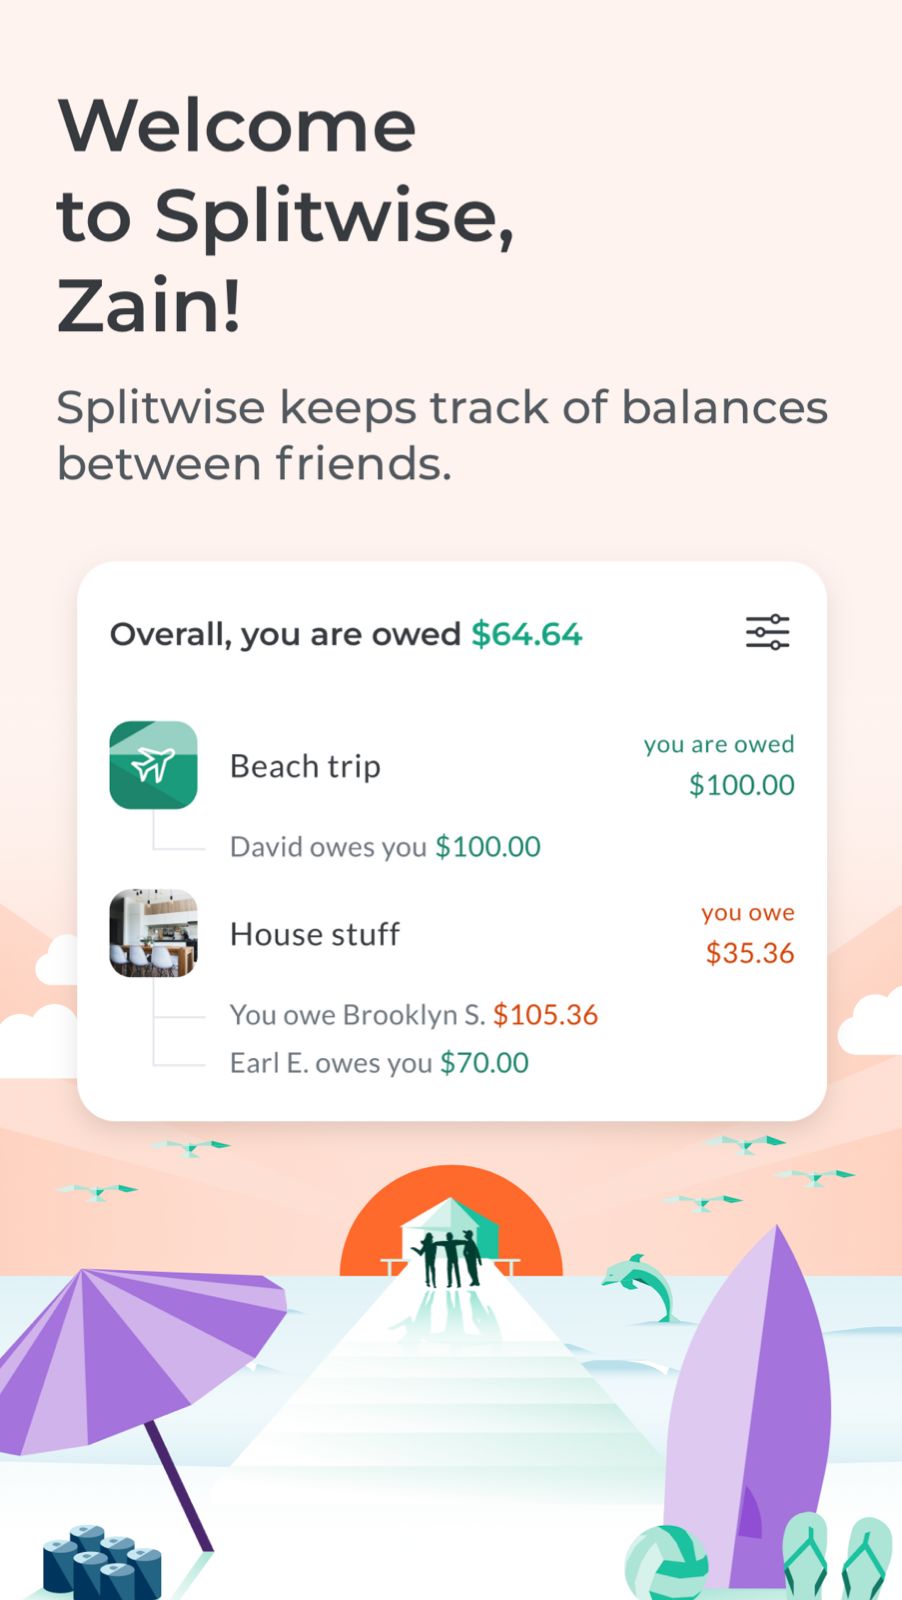 Welcome
to Splitwise,
Zain!
Splitwise keeps track of balances
between friends.
Overall, you are owed $64.64
Beach trip
you are owed
$100.00
David owes you $100.00
House stuff
you owe
$35.36
You owe Brooklyn S. $105.36
Earl E. owes you $70.00